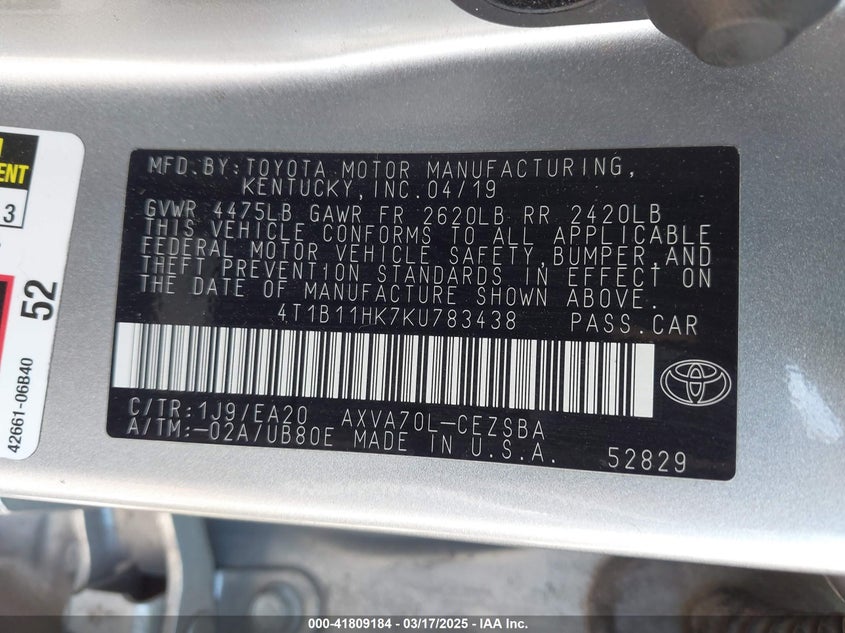 ENT
3
52
42661-06B40
MFD.BY:TOYOTA MOTOR MANUFACTURING,
KENTUCKY,INC.04/19
GVWR 4475LB GAWR FR 2620LB RR 2420LB
THIS VEHICLE CONFORMS TO ALL APPLICABLE
FEDERAL MOTOR VEHICLE SAFETY,BUMPER,AND
THEFT PREVENTION STANDARDS IN EFFECT ON
THE DATE OF MANUFACTURE SHOWN ABOVE.
4T1B11HK7KU783438 PASS.CAR
C/TR:1J9/EA20 AXVA70L-CEZSBA
A/TM:-02A/UB80E MADE IN U.S.A.
52829
000-41809184 - 03/17/2025 - IAA Inc.